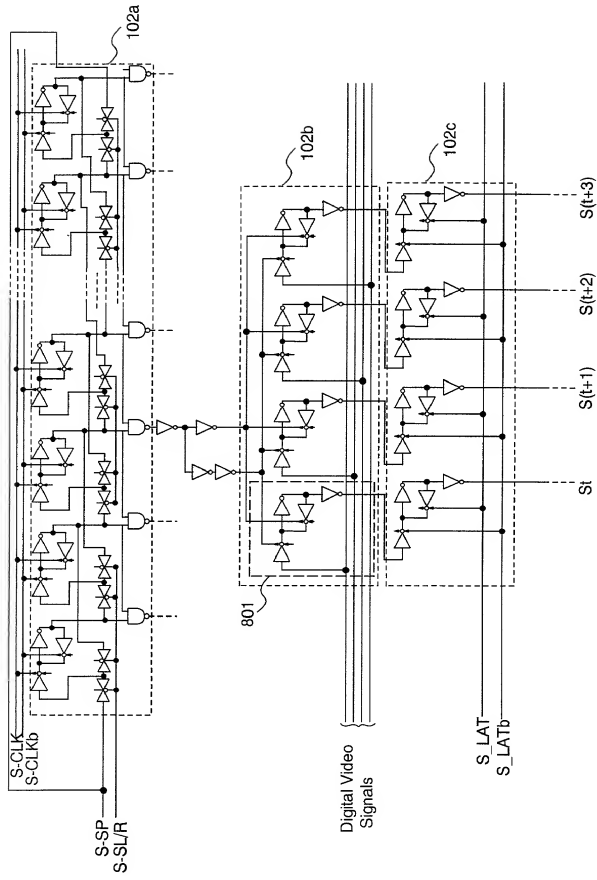 102a
S-CLK
S-CLKb
S-SP
S-SL/R
102b
801
Digital Video
Signals
102c
S_LAT
S_LATb
St
S(t+1)
S(t+2)
S(t+3)